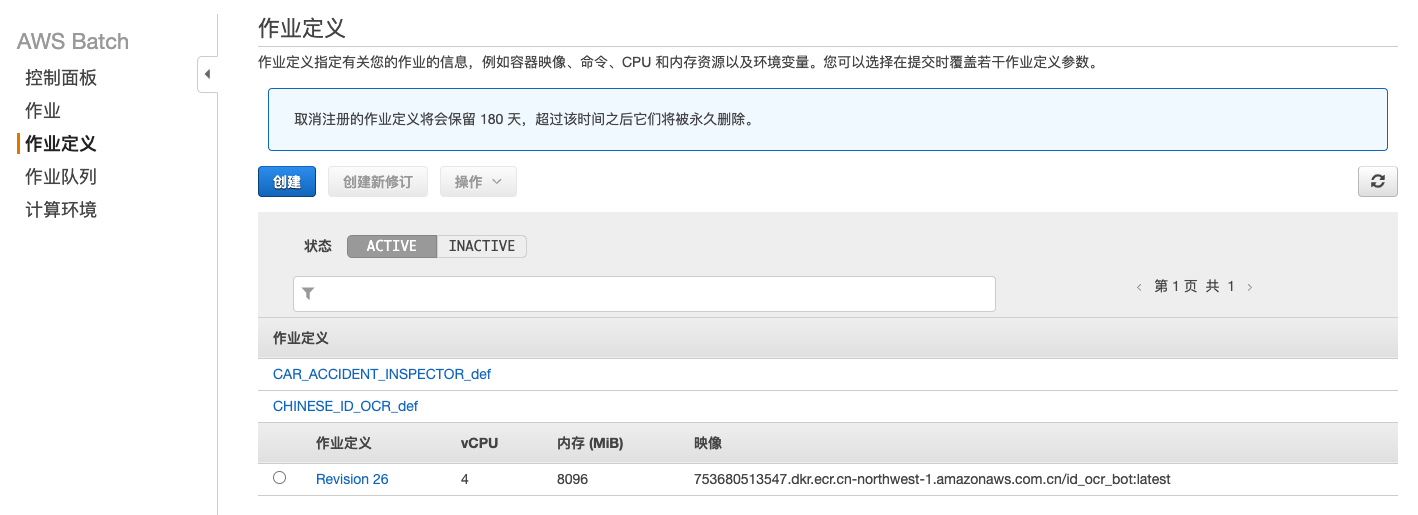 AWS Batch
控制面板
作业
作业定义
作业队列
计算环境
作业定义
作业定义指定有关您的作业的信息，例如容器映像、命令、CPU 和内存资源以及环境变量。您可以选择在提交时覆盖若干作业定义参数。
取消注册的作业定义将会保留 180 天，超过该时间之后它们将被永久删除。
创建 创建新修订 操作
状态 ACTIVE INACTIVE
第 1 页 共 1
作业定义
CAR_ACCIDENT_INSPECTOR_def
CHINESE_ID_OCR_def
作业定义 vCPU 内存 (MiB) 映像
Revision 26 4 8096 753680513547.dkr.ecr.cn-northwest-1.amazonaws.com.cn/id_ocr_bot:latest